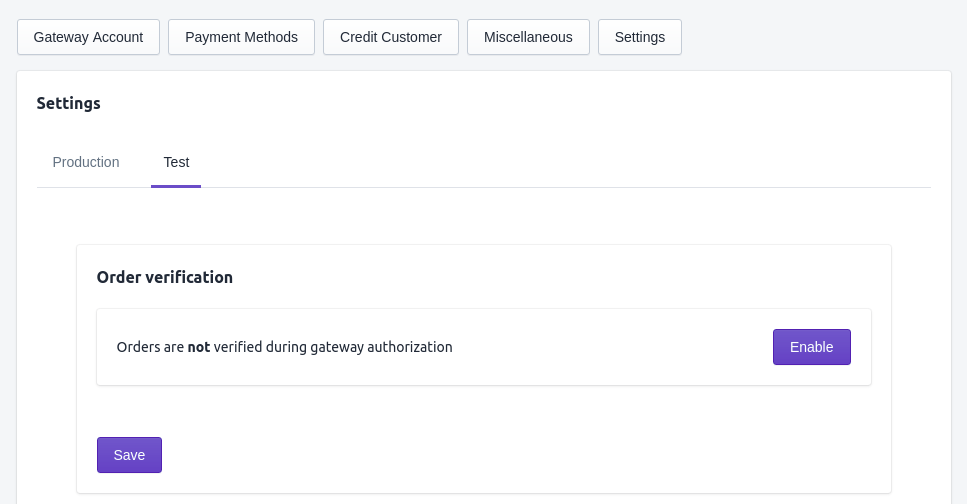 Gateway Account Payment Methods Credit Customer Miscellaneous Settings
Settings
Production Test
Order verification
Orders are not verified during gateway authorization Enable
Save